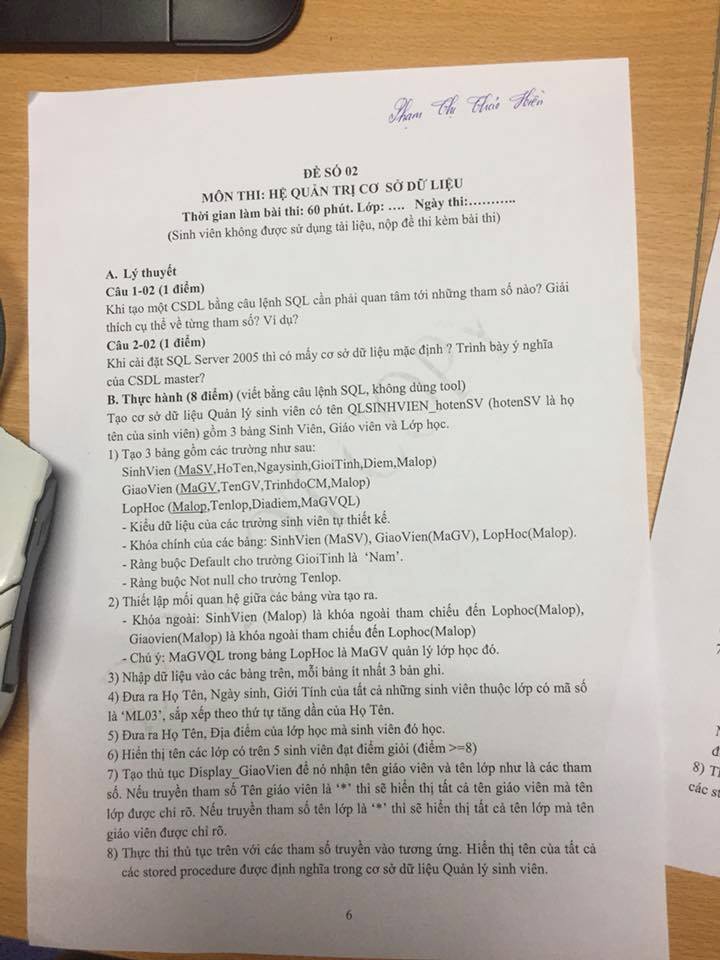 Phạm Thị Thảo Hiền
ĐỀ SỐ 02
MÔN THI: HỆ QUẢN TRỊ CƠ SỞ DỮ LIỆU
Thời gian làm bài thi: 60 phút. Lớp: .... Ngày thi:...........
(Sinh viên không được sử dụng tài liệu, nộp đề thi kèm bài thi)
A. Lý thuyết
Câu 1-02 (1 điểm)
Khi tạo một CSDL bằng câu lệnh SQL cần phải quan tâm tới những tham số nào? Giải
thích cụ thể về từng tham số? Ví dụ?
Câu 2-02 (1 điểm)
Khi cài đặt SQL Server 2005 thì có mấy cơ sở dữ liệu mặc định ? Trình bày ý nghĩa
của CSDL master?
B. Thực hành (8 điểm) (viết bằng câu lệnh SQL, không dùng tool)
Tạo cơ sở dữ liệu Quản lý sinh viên có tên QLSINHVIEN_hotenSV (hotenSV là họ
tên của sinh viên) gồm 3 bảng Sinh Viên, Giáo viên và Lớp học.
1) Tạo 3 bảng gồm các trường như sau:
SinhVien (MaSV,HoTen,Ngaysinh,GioiTinh,Diem,Malop)
GiaoVien (MaGV,TenGV,TrinhdoCM,Malop)
LopHoc (Malop,Tenlop,Diadiem,MaGVQL)
- Kiểu dữ liệu của các trường sinh viên tự thiết kế.
- Khóa chính của các bảng: SinhVien (MaSV), GiaoVien(MaGV), LopHoc(Malop).
- Ràng buộc Default cho trường GioiTinh là ‘Nam’.
- Ràng buộc Not null cho trường Tenlop.
2) Thiết lập mối quan hệ giữa các bảng vừa tạo ra.
- Khóa ngoài: SinhVien (Malop) là khóa ngoài tham chiếu đến Lophoc(Malop),
Giaovien(Malop) là khóa ngoài tham chiếu đến Lophoc(Malop)
- Chú ý: MaGVQL trong bảng LopHoc là MaGV quản lý lớp học đó.
3) Nhập dữ liệu vào các bảng trên, mỗi bảng ít nhất 3 bản ghi.
4) Đưa ra Họ Tên, Ngày sinh, Giới Tính của tất cả những sinh viên thuộc lớp có mã số
là ‘ML03’, sắp xếp theo thứ tự tăng dần của Họ Tên.
5) Đưa ra Họ Tên, Địa điểm của lớp học mà sinh viên đó học.
6) Hiển thị tên các lớp có trên 5 sinh viên đạt điểm giỏi (điểm >=8)
7) Tạo thủ tục Display_GiaoVien để nó nhận tên giáo viên và tên lớp như là các tham
số. Nếu truyền tham số Tên giáo viên là ‘*’ thì sẽ hiển thị tất cả tên giáo viên mà tên
lớp được chỉ rõ. Nếu truyền tham số tên lớp là ‘*’ thì sẽ hiển thị tất cả tên lớp mà tên
giáo viên được chỉ rõ.
8) Thực thi thủ tục trên với các tham số truyền vào tương ứng. Hiển thị tên của tất cả
các stored procedure được định nghĩa trong cơ sở dữ liệu Quản lý sinh viên.
6
8) T
các st